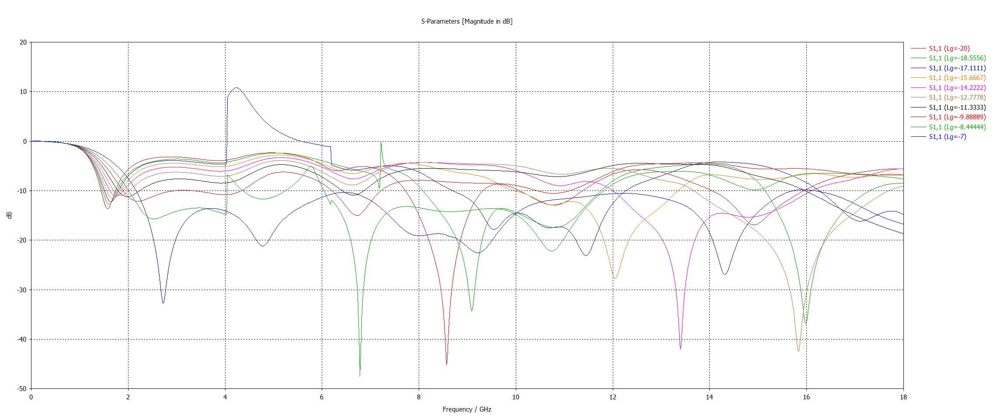 S-Parameters [Magnitude in dB]
20
10
0
-10
-20
-30
-40
-50
dB
0 2 4 6 8 10 12 14 16 18
Frequency / GHz
S1,1 (Lg=-20)
S1,1 (Lg=-18.5556)
S1,1 (Lg=-17.1111)
S1,1 (Lg=-15.6667)
S1,1 (Lg=-14.2222)
S1,1 (Lg=-12.7778)
S1,1 (Lg=-11.3333)
S1,1 (Lg=-9.88889)
S1,1 (Lg=-8.44444)
S1,1 (Lg=-7)